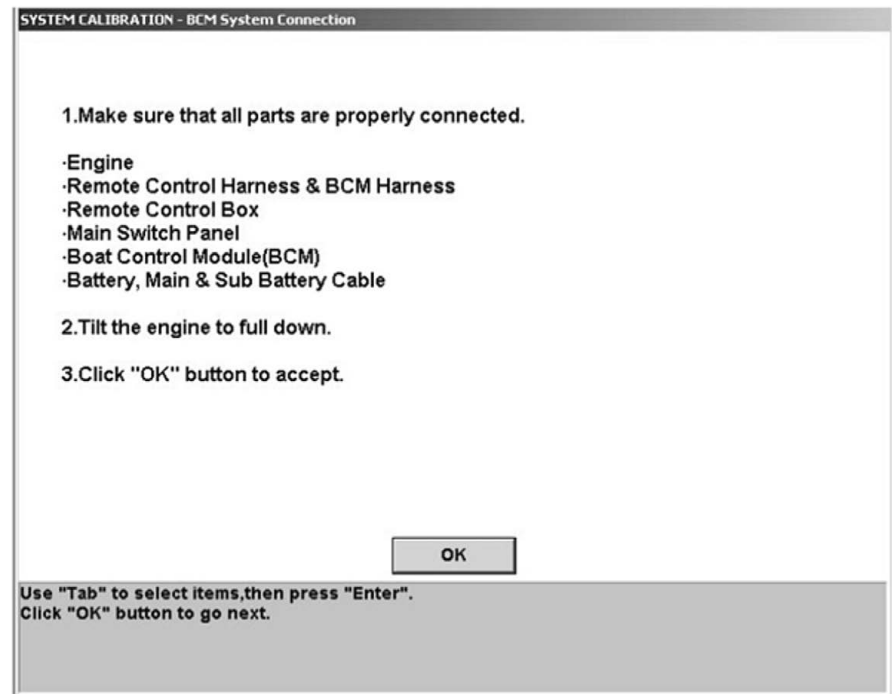 SYSTEM CALIBRATION - BCM System Connection
1.Make sure that all parts are properly connected.
·Engine
·Remote Control Harness & BCM Harness
·Remote Control Box
·Main Switch Panel
·Boat Control Module(BCM)
·Battery, Main & Sub Battery Cable
2.Tilt the engine to full down.
3.Click "OK" button to accept.
OK
Use "Tab" to select items,then press "Enter".
Click "OK" button to go next.